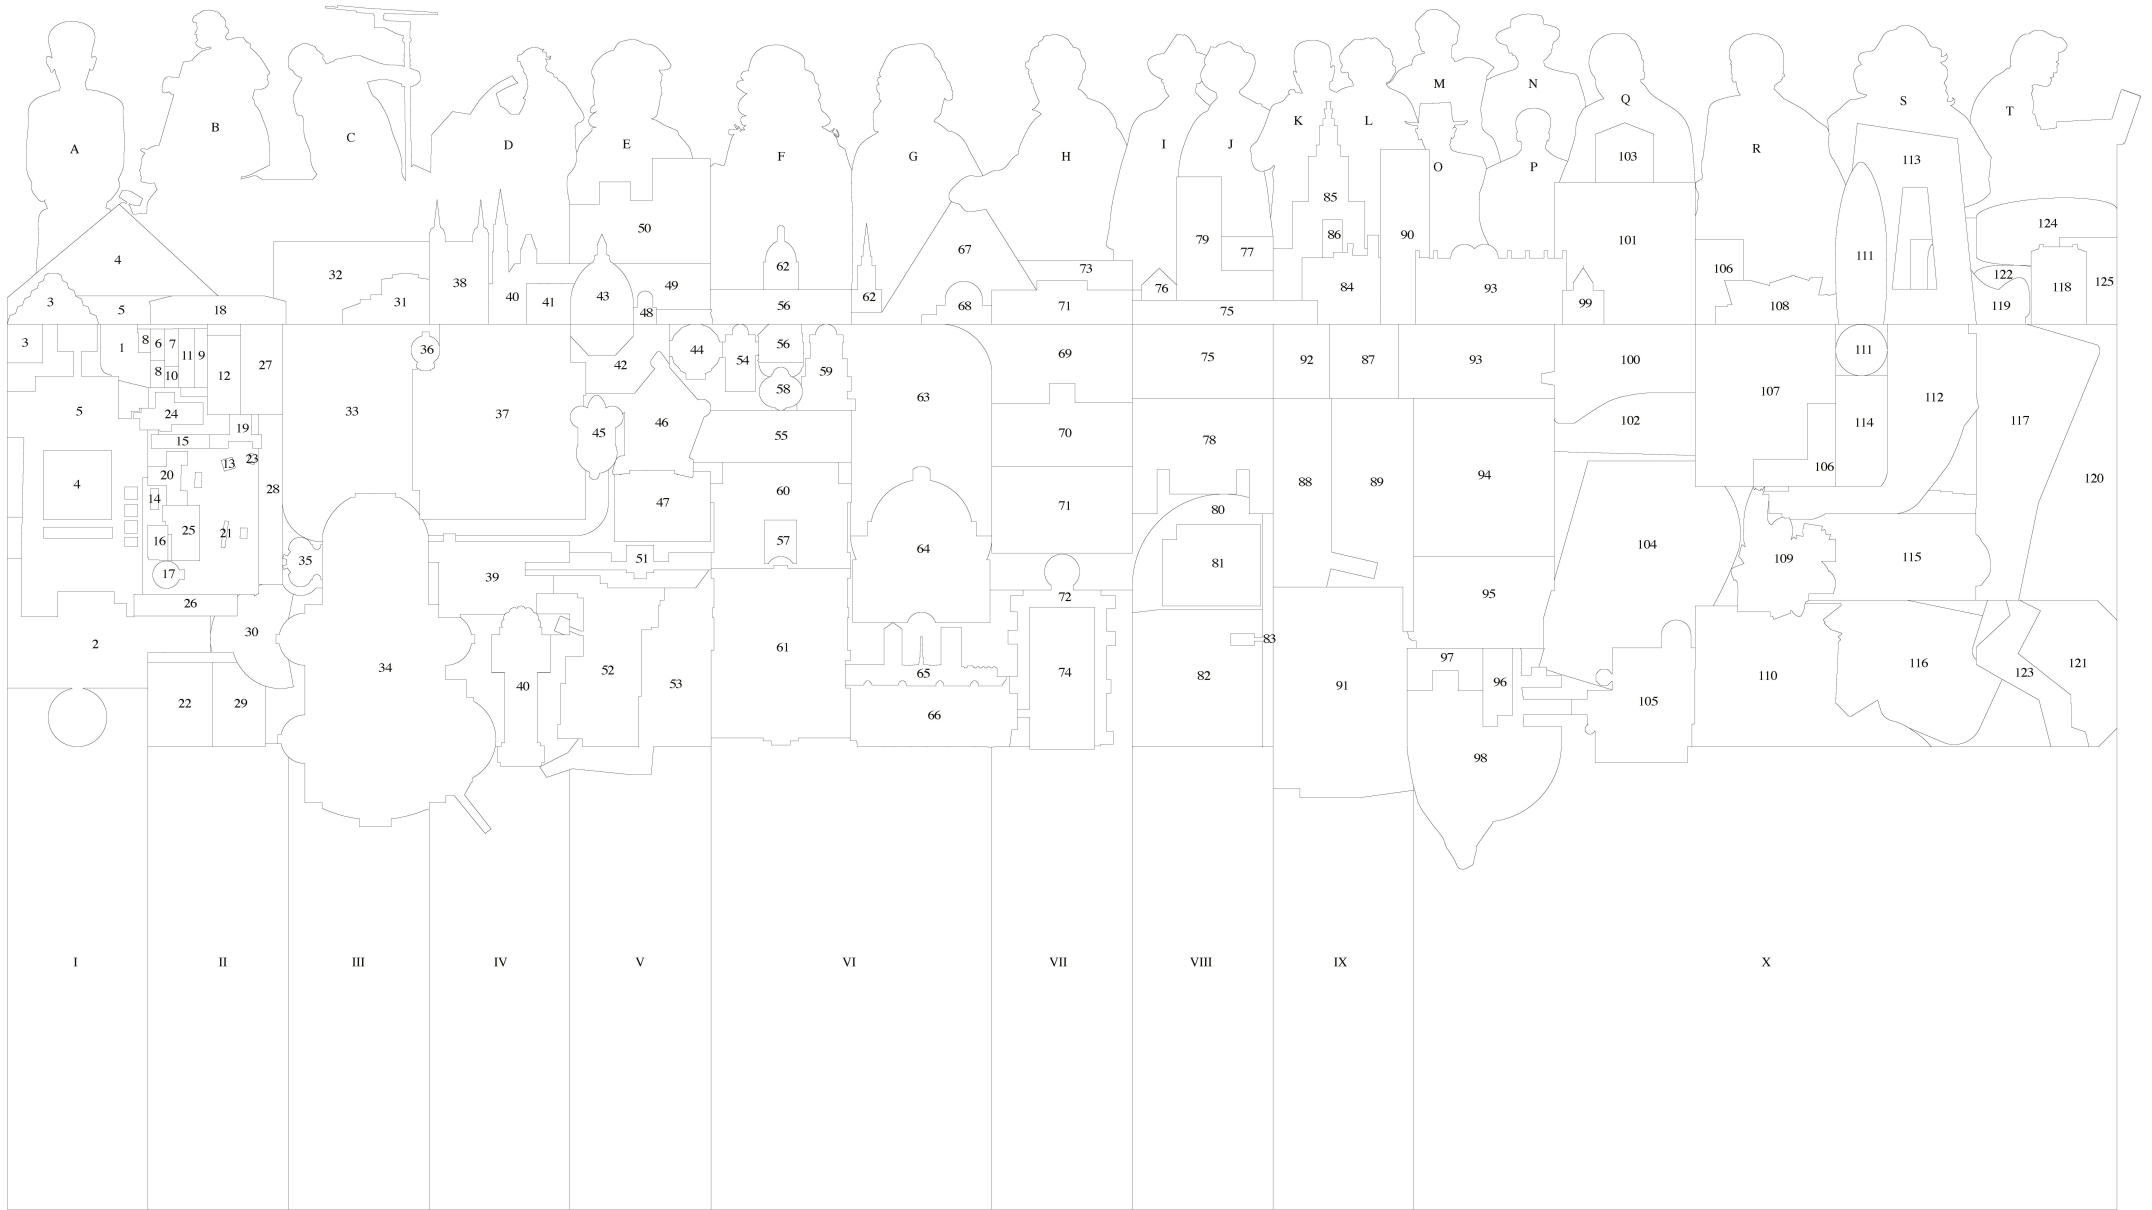 M N
Q S
T
B K L
C
A D E J I R
F G H 103 113
O P
85
124
50 86 90
79 101
67 77
4 111
62 73 106 122
32 38 76 84 118 125
3 31 40 41 43 49 93
5 18 48 56 62 68 71 75 99 108 119
3 1 8 6 7 11 9 36 44 56 69 75 92 87 93 100 111
8 10 12 27 42 54 58 59
5 24 33 37 45 46 55 63 70 78 107 112
19 102 114 117
15 13 23
4 20 28 47 60 71 88 89 94 106 120
14 80
25 21
16 51 57 64 81 104 109 115
17 35 39 72 95
26
2 30 52 61 65 74 82 83 97 116 123 121
34 40 53 91 96 110
22 29 66 105
98
I II III IV V VI VII VIII IX X